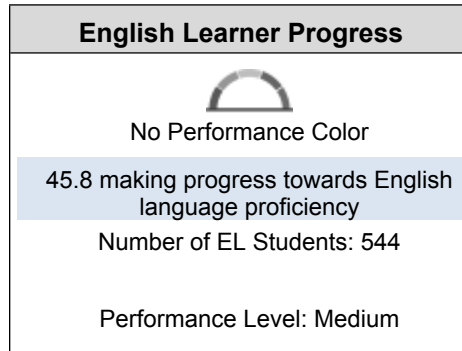 English Learner Progress
No Performance Color
45.8 making progress towards English
language proficiency
Number of EL Students: 544
Performance Level: Medium